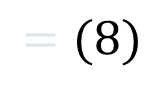 = (8)